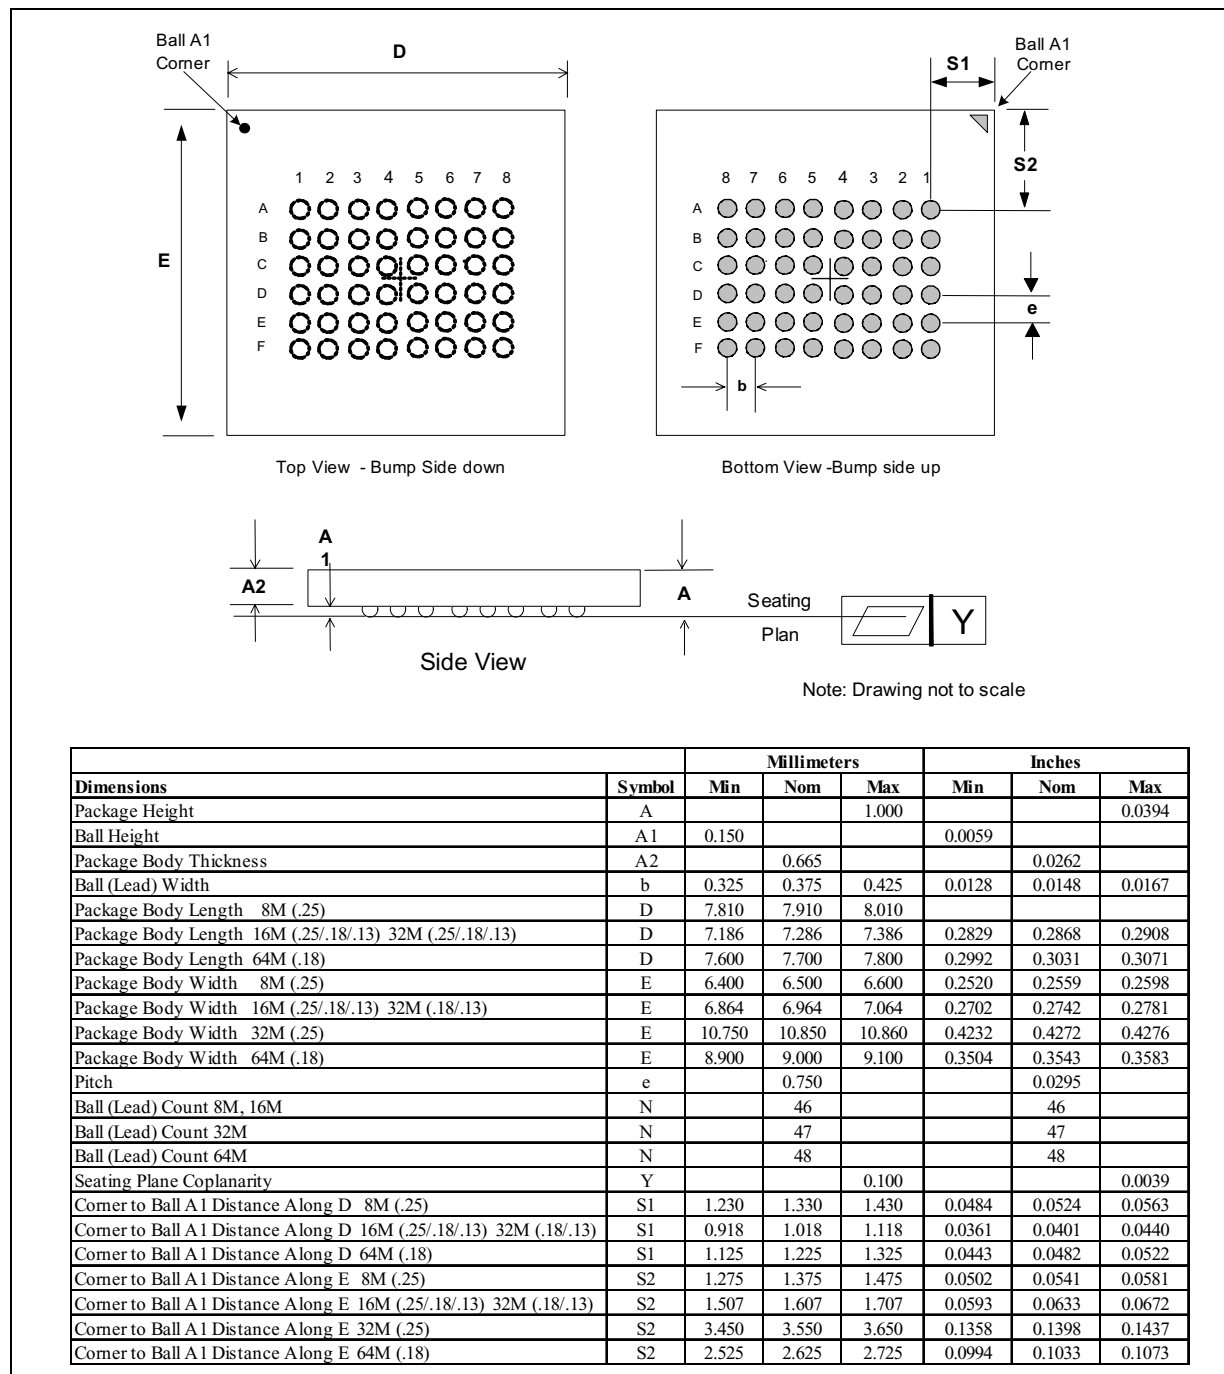 Ball A1
Corner
D
E
1 2 3 4 5 6 7 8
A
B
C
D
E
F
Top View - Bump Side down
Ball A1
Corner
S1
S2
8 7 6 5 4 3 2 1
A
B
C
D
E
F
e
b
Bottom View -Bump side up
A
1
A2
A
Seating
Plan
Y
Side View
Note: Drawing not to scale
Millimeters Inches
Dimensions Symbol Min Nom Max Min Nom Max
Package Height A 1.000 0.0394
Ball Height A1 0.150 0.0059
Package Body Thickness A2 0.665 0.0262
Ball (Lead) Width b 0.325 0.375 0.425 0.0128 0.0148 0.0167
Package Body Length 8M (.25) D 7.810 7.910 8.010
Package Body Length 16M (.25/.18/.13) 32M (.25/.18/.13) D 7.186 7.286 7.386 0.2829 0.2868 0.2908
Package Body Length 64M (.18) D 7.600 7.700 7.800 0.2992 0.3031 0.3071
Package Body Width 8M (.25) E 6.400 6.500 6.600 0.2520 0.2559 0.2598
Package Body Width 16M (.25/.18/.13) 32M (.18/.13) E 6.864 6.964 7.064 0.2702 0.2742 0.2781
Package Body Width 32M (.25) E 10.750 10.850 10.860 0.4232 0.4272 0.4276
Package Body Width 64M (.18) E 8.900 9.000 9.100 0.3504 0.3543 0.3583
Pitch e 0.750 0.0295
Ball (Lead) Count 8M, 16M N 46 46
Ball (Lead) Count 32M N 47 47
Ball (Lead) Count 64M N 48 48
Seating Plane Coplanarity Y 0.100 0.0039
Corner to Ball A1 Distance Along D 8M (.25) S1 1.230 1.330 1.430 0.0484 0.0524 0.0563
Corner to Ball A1 Distance Along D 16M (.25/.18/.13) 32M (.18/.13) S1 0.918 1.018 1.118 0.0361 0.0401 0.0440
Corner to Ball A1 Distance Along D 64M (.18) S1 1.125 1.225 1.325 0.0443 0.0482 0.0522
Corner to Ball A1 Distance Along E 8M (.25) S2 1.275 1.375 1.475 0.0502 0.0541 0.0581
Corner to Ball A1 Distance Along E 16M (.25/.18/.13) 32M (.18/.13) S2 1.507 1.607 1.707 0.0593 0.0633 0.0672
Corner to Ball A1 Distance Along E 32M (.25) S2 3.450 3.550 3.650 0.1358 0.1398 0.1437
Corner to Ball A1 Distance Along E 64M (.18) S2 2.525 2.625 2.725 0.0994 0.1033 0.1073